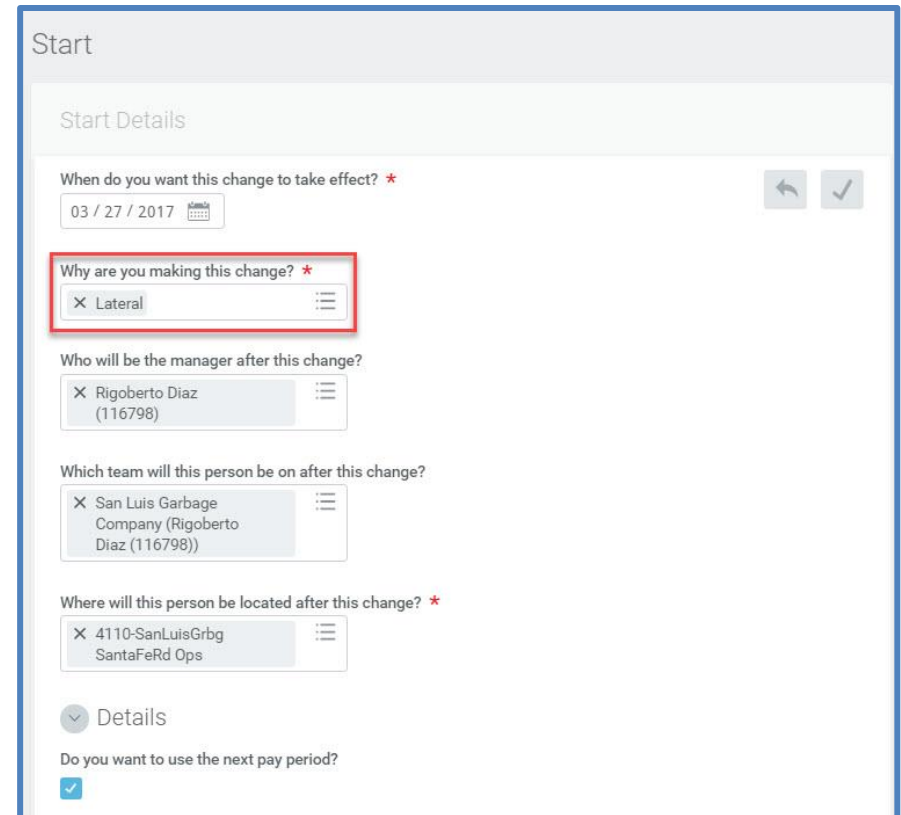 Start
Start Details
When do you want this change to take effect? *
03 / 27 / 2017
Why are you making this change? *
× Lateral
Who will be the manager after this change?
× Rigoberto Diaz
(116798)
Which team will this person be on after this change?
× San Luis Garbage
Company (Rigoberto
Diaz (116798))
Where will this person be located after this change? *
× 4110-SanLuisGrbg
SantaFeRd Ops
Details
Do you want to use the next pay period?